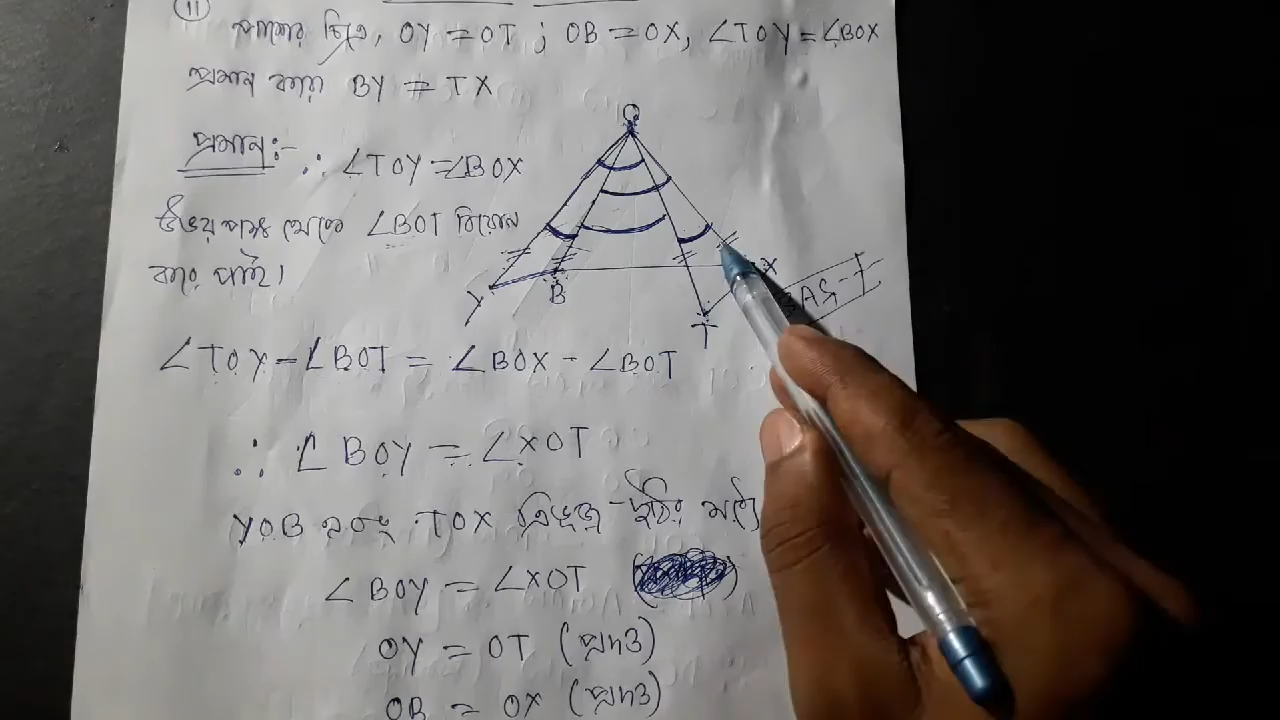 11
পাশের চিত্রে, OY = OT ; OB = OX, ∠TOY = ∠BOX
প্রমান করো BY = TX
প্রমান:- ∴ ∠TOY = ∠BOX
উভয় পক্ষ থেকে ∠BOT বিয়োগ
করে পাই।
O
Y
B
T
X
SAS-I
∠TOY - ∠BOT = ∠BOX - ∠BOT
∴ ∠BOY = ∠XOT
YOB এবং TOX ত্রিভুজ দুটির মধ্যে
∠BOY = ∠XOT
OY = OT (প্রদত্ত)
OB = OX (প্রদত্ত)